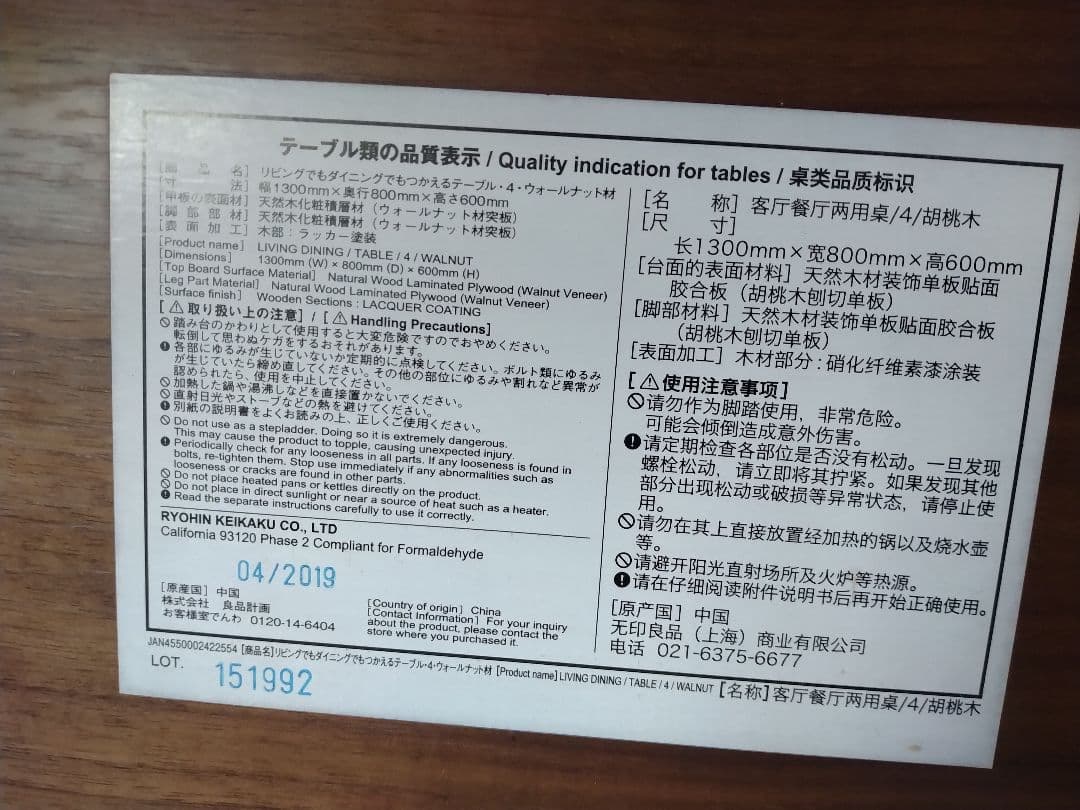 テーブル類の品質表示 / Quality indication for tables / 桌类品质标识
[商 品 名] リビングでもダイニングでもつかえるテーブル・4・ウォールナット材
[寸 法] 幅1300mm×奥行800mm×高さ600mm
[甲板の表面材] 天然木化粧積層材（ウォールナット材突板）
[脚 部 部 材] 天然木化粧積層材（ウォールナット材突板）
[表 面 加 工] 木部：ラッカー塗装
[Product name] LIVING DINING / TABLE / 4 / WALNUT
[Dimensions] 1300mm (W) × 800mm (D) × 600mm (H)
[Top Board Surface Material] Natural Wood Laminated Plywood (Walnut Veneer)
[Leg Part Material] Natural Wood Laminated Plywood (Walnut Veneer)
[Surface finish] Wooden Sections : LACQUER COATING
[⚠取り扱い上の注意] / [⚠Handling Precautions]
踏み台のかわりとして使用すると大変危険ですのでおやめください。
転倒して思わぬケガをするおそれがあります。
各部にゆるみが生じていないか定期的に点検してください。ボルト類にゆるみ
が生じていたら締め直してください。その他の部位にゆるみや割れなど異常が
認められたら、使用を中止してください。
加熱した鍋や湯沸しなどを直接置かないでください。
直射日光やストーブなどの熱を避けてください。
別紙の説明書をよくお読みの上、正しくご使用ください。
Do not use as a stepladder. Doing so it is extremely dangerous.
This may cause the product to topple, causing unexpected injury.
Periodically check for any looseness in all parts. If any looseness is found in
bolts, re-tighten them. Stop use immediately if any abnormalities such as
looseness or cracks are found in other parts.
Do not place heated pans or kettles directly on the product.
Do not place in direct sunlight or near a source of heat such as a heater.
Read the separate instructions carefully to use it correctly.
RYOHIN KEIKAKU CO., LTD
California 93120 Phase 2 Compliant for Formaldehyde
04/2019
[原産国] 中国
株式会社 良品計画
お客様室でんわ 0120-14-6404
[Country of origin] China
[Contact Information] For your inquiry
about the product, please contact the
store where you purchased it.
[名 称] 客厅餐厅两用桌/4/胡桃木
[尺 寸]
长1300mm×宽800mm×高600mm
[台面的表面材料] 天然木材装饰单板贴面
胶合板（胡桃木刨切单板）
[脚部材料] 天然木材装饰单板贴面胶合板
（胡桃木刨切单板）
[表面加工] 木材部分：硝化纤维素漆涂装
[⚠使用注意事项]
请勿作为脚踏使用，非常危险。
可能会倾倒造成意外伤害。
请定期检查各部位是否没有松动。一旦发现
螺栓松动，请立即将其拧紧。如果发现其他
部分出现松动或破损等异常状态，请停止使
用。
请勿在其上直接放置经加热的锅以及烧水壶
等。
请避开阳光直射场所及火炉等热源。
请在仔细阅读附件说明书后再开始正确使用。
[原产国] 中国
无印良品（上海）商业有限公司
电话 021-6375-6677
JAN4550002422554 [商品名]リビングでもダイニングでもつかえるテーブル・4・ウォールナット材 [Product name] LIVING DINING / TABLE / 4 / WALNUT [名称]客厅餐厅两用桌/4/胡桃木
LOT. 151992